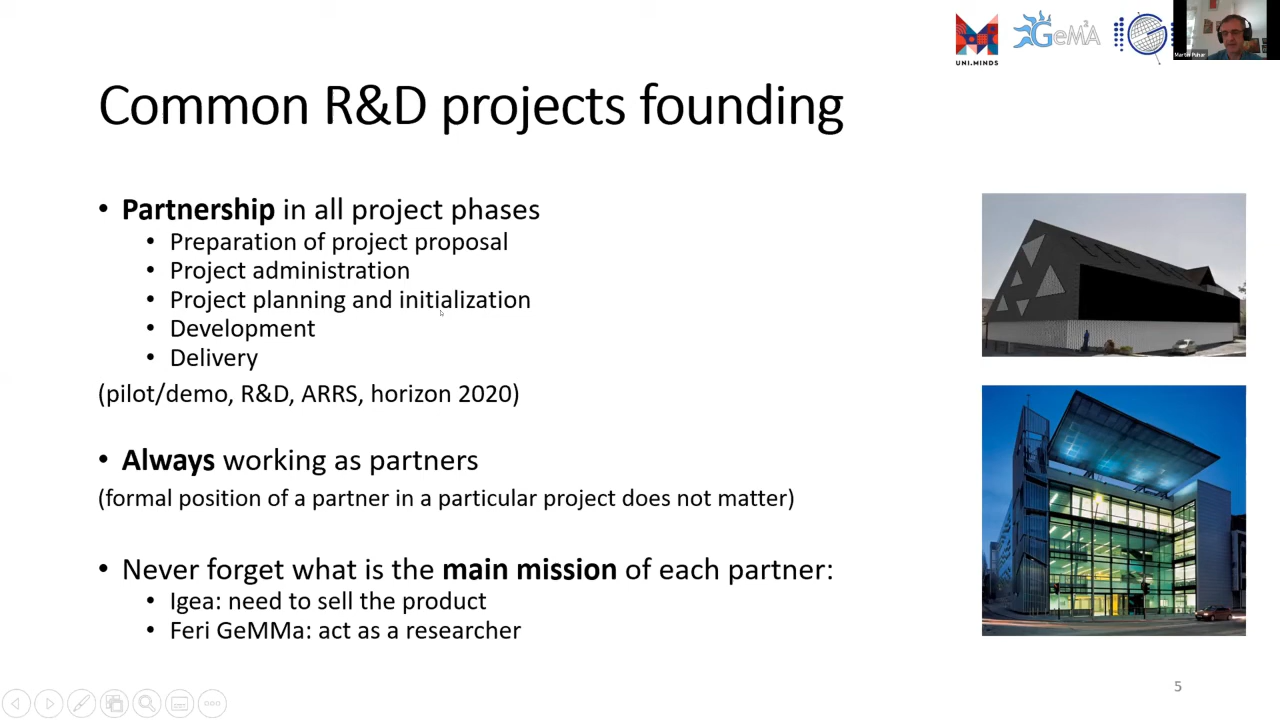 UNI.MINDS
GeM²A
Martin Puhar
Common R&D projects founding
• Partnership in all project phases
• Preparation of project proposal
• Project administration
• Project planning and initialization
• Development
• Delivery
(pilot/demo, R&D, ARRS, horizon 2020)
• Always working as partners
(formal position of a partner in a particular project does not matter)
• Never forget what is the main mission of each partner:
• Igea: need to sell the product
• Feri GeMMa: act as a researcher
5